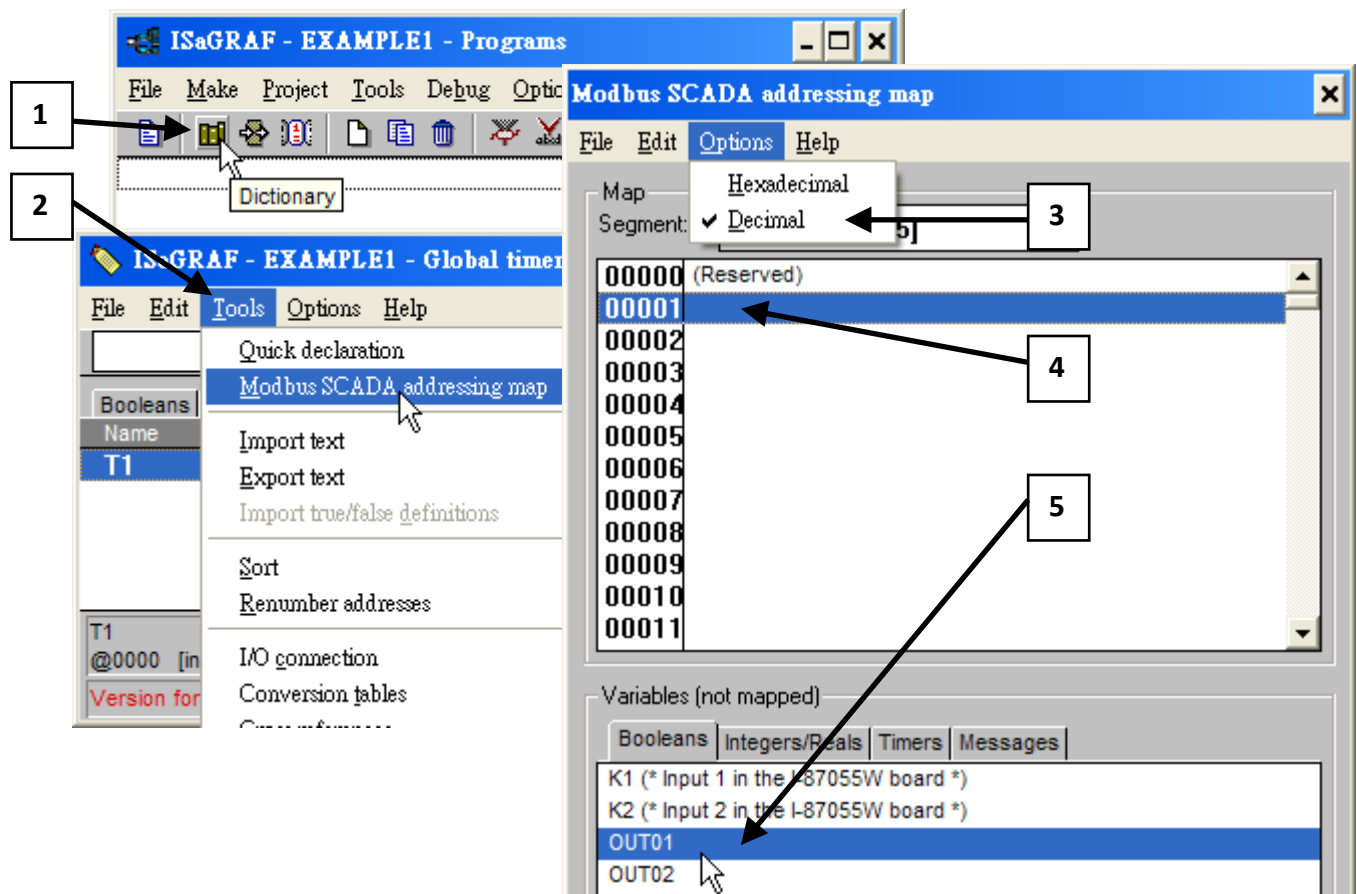 ISaGRAF - EXAMPLE1 - Programs
File Make Project Tools Debug
1
Dictionary
2
ISaGRAF - EXAMPLE1 - Global
File Edit Tools Options Help
Quick declaration
Modbus SCADA addressing map
Import text
Export text
Import true/false definitions
Sort
Renumber addresses
I/O connection
Conversion tables
Booleans
Name
T1
T1
@0000 [in
Version for
Modbus SCADA addressing map
File Edit Options Help
Hexadecimal
Decimal
3
Map
Segment: 5]
00000 (Reserved)
00001
00002
00003
4
00004
00005
00006
00007
5
00008
00009
00010
00011
Variables (not mapped)
Booleans Integers/Reals Timers Messages
K1 (* Input 1 in the I-87055W board *)
K2 (* Input 2 in the I-87055W board *)
OUT01
OUT02